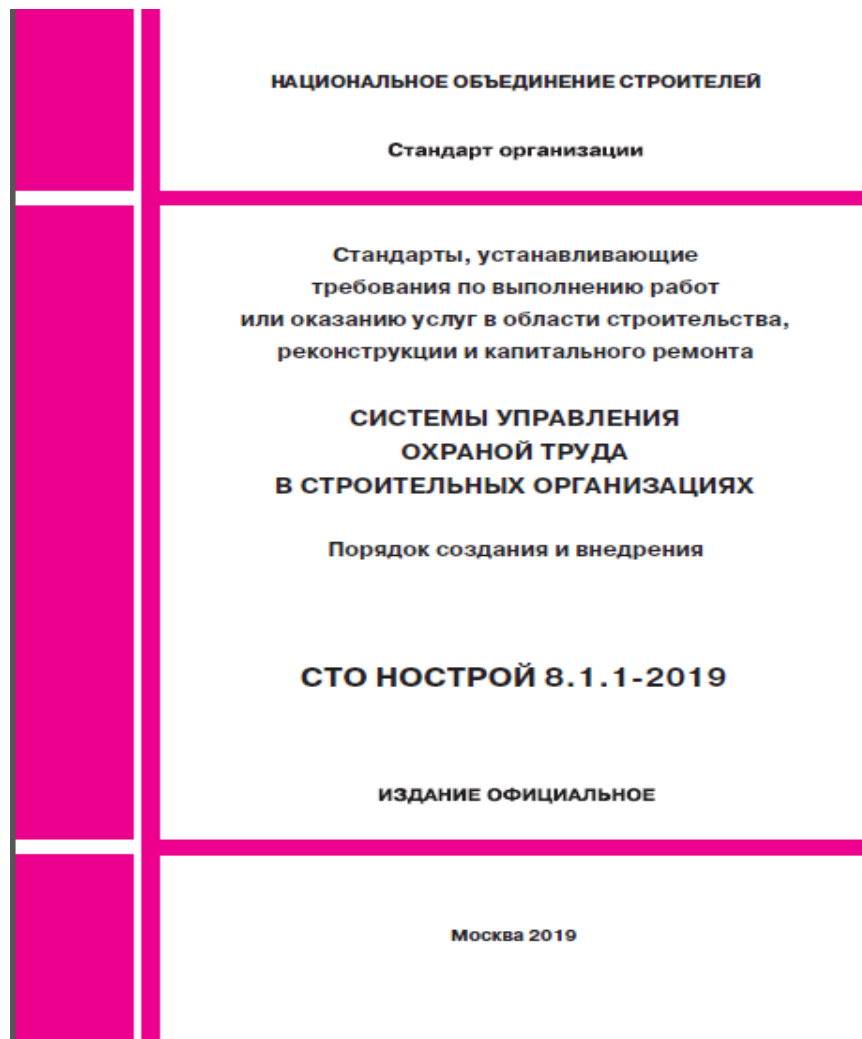 НАЦИОНАЛЬНОЕ ОБЪЕДИНЕНИЕ СТРОИТЕЛЕЙ
Стандарт организации
Стандарты, устанавливающие
требования по выполнению работ
или оказанию услуг в области строительства,
реконструкции и капитального ремонта
СИСТЕМЫ УПРАВЛЕНИЯ
ОХРАНОЙ ТРУДА
В СТРОИТЕЛЬНЫХ ОРГАНИЗАЦИЯХ
Порядок создания и внедрения
СТО НОСТРОЙ 8.1.1-2019
ИЗДАНИЕ ОФИЦИАЛЬНОЕ
Москва 2019